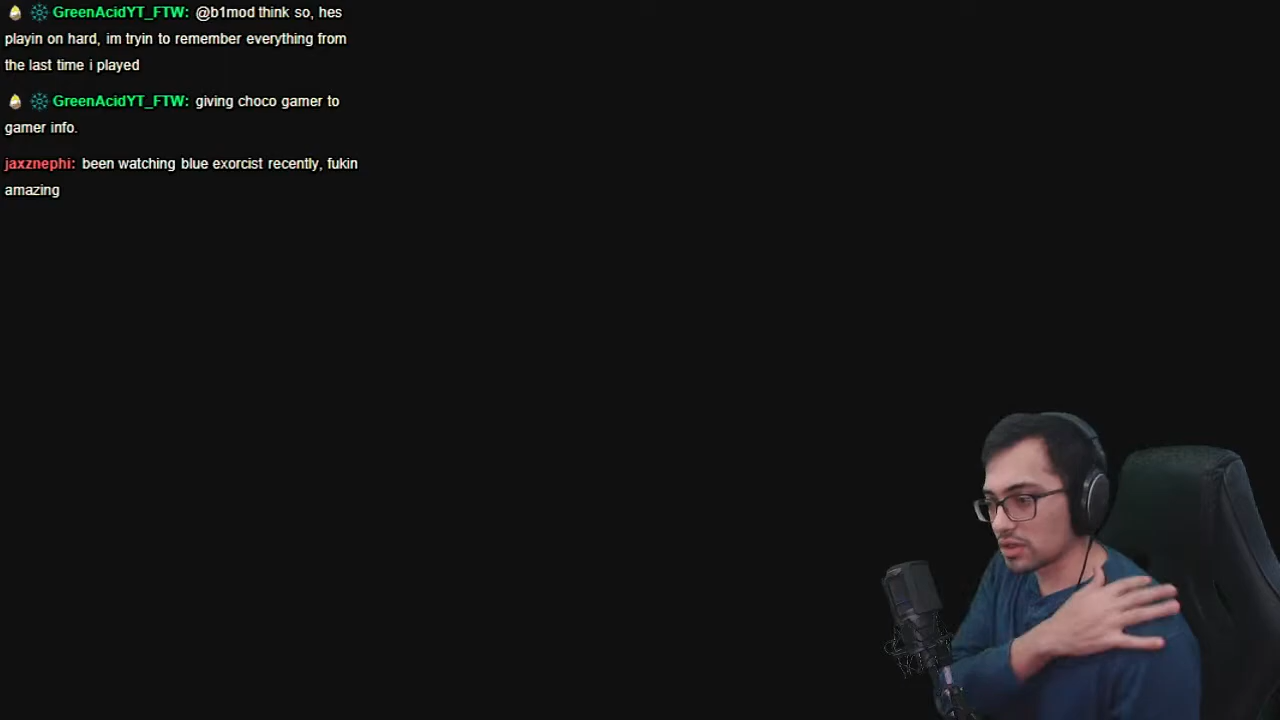 GreenAcidYT_FTW: @b1mod think so, hes
playin on hard, im tryin to remember everything from
the last time i played
GreenAcidYT_FTW: giving choco gamer to
gamer info.
jaxznephi: been watching blue exorcist recently, fukin
amazing